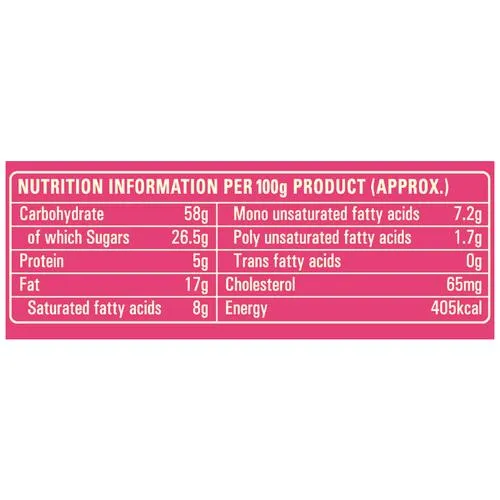 NUTRITION INFORMATION PER 100g PRODUCT (APPROX.)
Carbohydrate 58g
of which Sugars 26.5g
Protein 5g
Fat 17g
Saturated fatty acids 8g
Mono unsaturated fatty acids 7.2g
Poly unsaturated fatty acids 1.7g
Trans fatty acids 0g
Cholesterol 65mg
Energy 405kcal